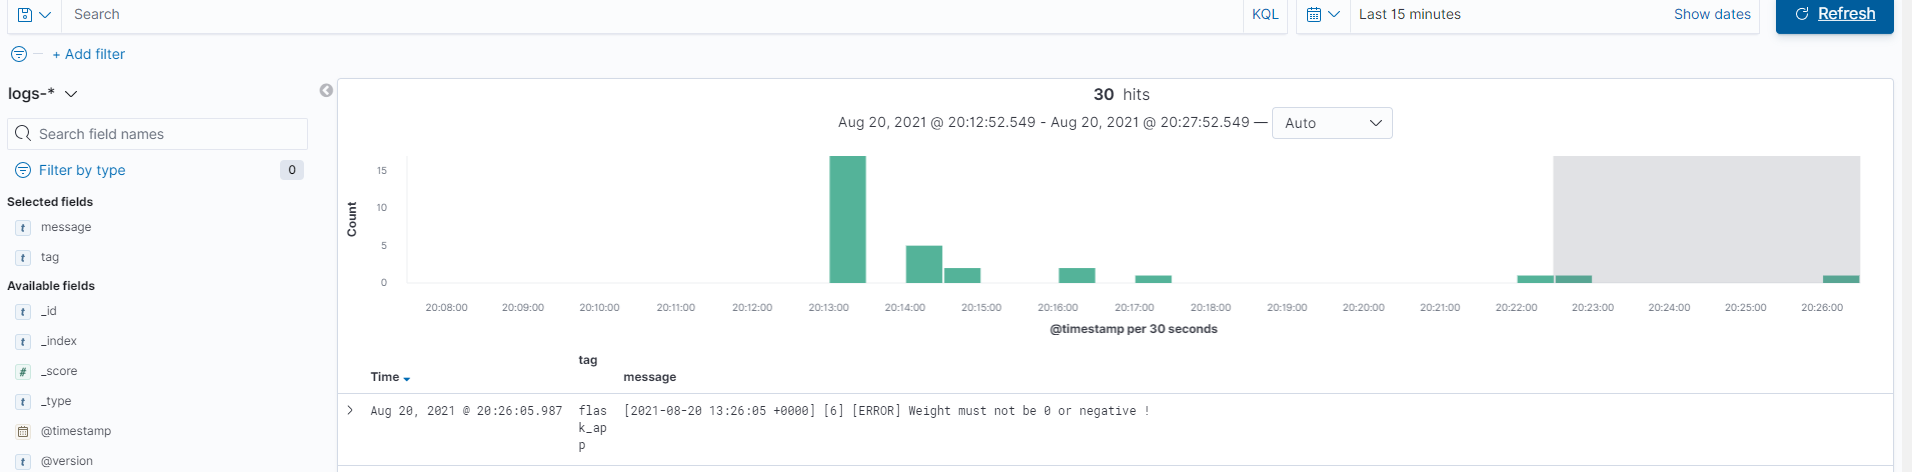 Search KQL Last 15 minutes Show dates Refresh
+ Add filter
logs-*
Search field names
Filter by type 0
Selected fields
t message
t tag
Available fields
t _id
t _index
# _score
t _type
@timestamp
t @version
30 hits
Aug 20, 2021 @ 20:12:52.549 - Aug 20, 2021 @ 20:27:52.549 — Auto
Count
15
10
5
0
20:08:00 20:09:00 20:10:00 20:11:00 20:12:00 20:13:00 20:14:00 20:15:00 20:16:00 20:17:00 20:18:00 20:19:00 20:20:00 20:21:00 20:22:00 20:23:00 20:24:00 20:25:00 20:26:00
@timestamp per 30 seconds
Time tag message
Aug 20, 2021 @ 20:26:05.987 flas [2021-08-20 13:26:05 +0000] [6] [ERROR] Weight must not be 0 or negative !
k_ap
p